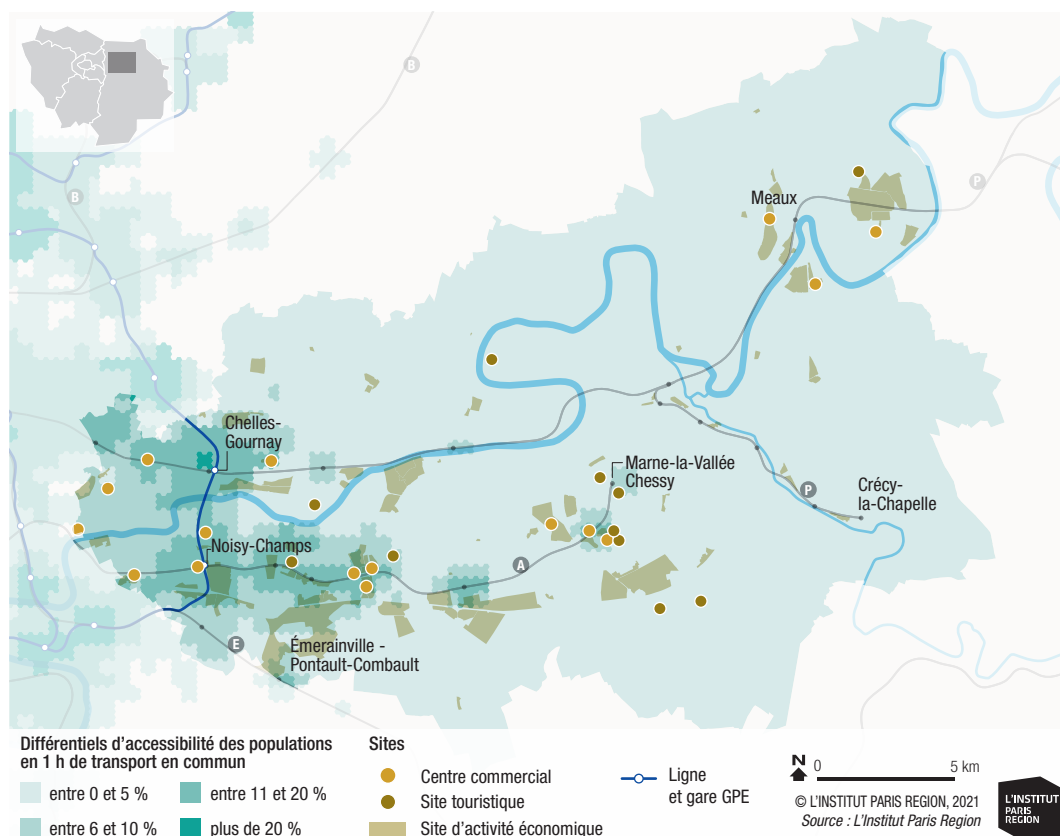 B
B
P
Meaux
Chelles-
Gournay
Marne-la-Vallée
Chessy
P
Crécy-
la-Chapelle
Noisy-Champs
A
E
Émerainville -
Pontault-Combault
Différentiels d'accessibilité des populations
en 1 h de transport en commun
entre 0 et 5 %
entre 11 et 20 %
entre 6 et 10 %
plus de 20 %
Sites
Centre commercial
Site touristique
Site d'activité économique
Ligne
et gare GPE
N
0 5 km
© L'INSTITUT PARIS REGION, 2021
Source : L'Institut Paris Region
L'INSTITUT
PARIS
REGION